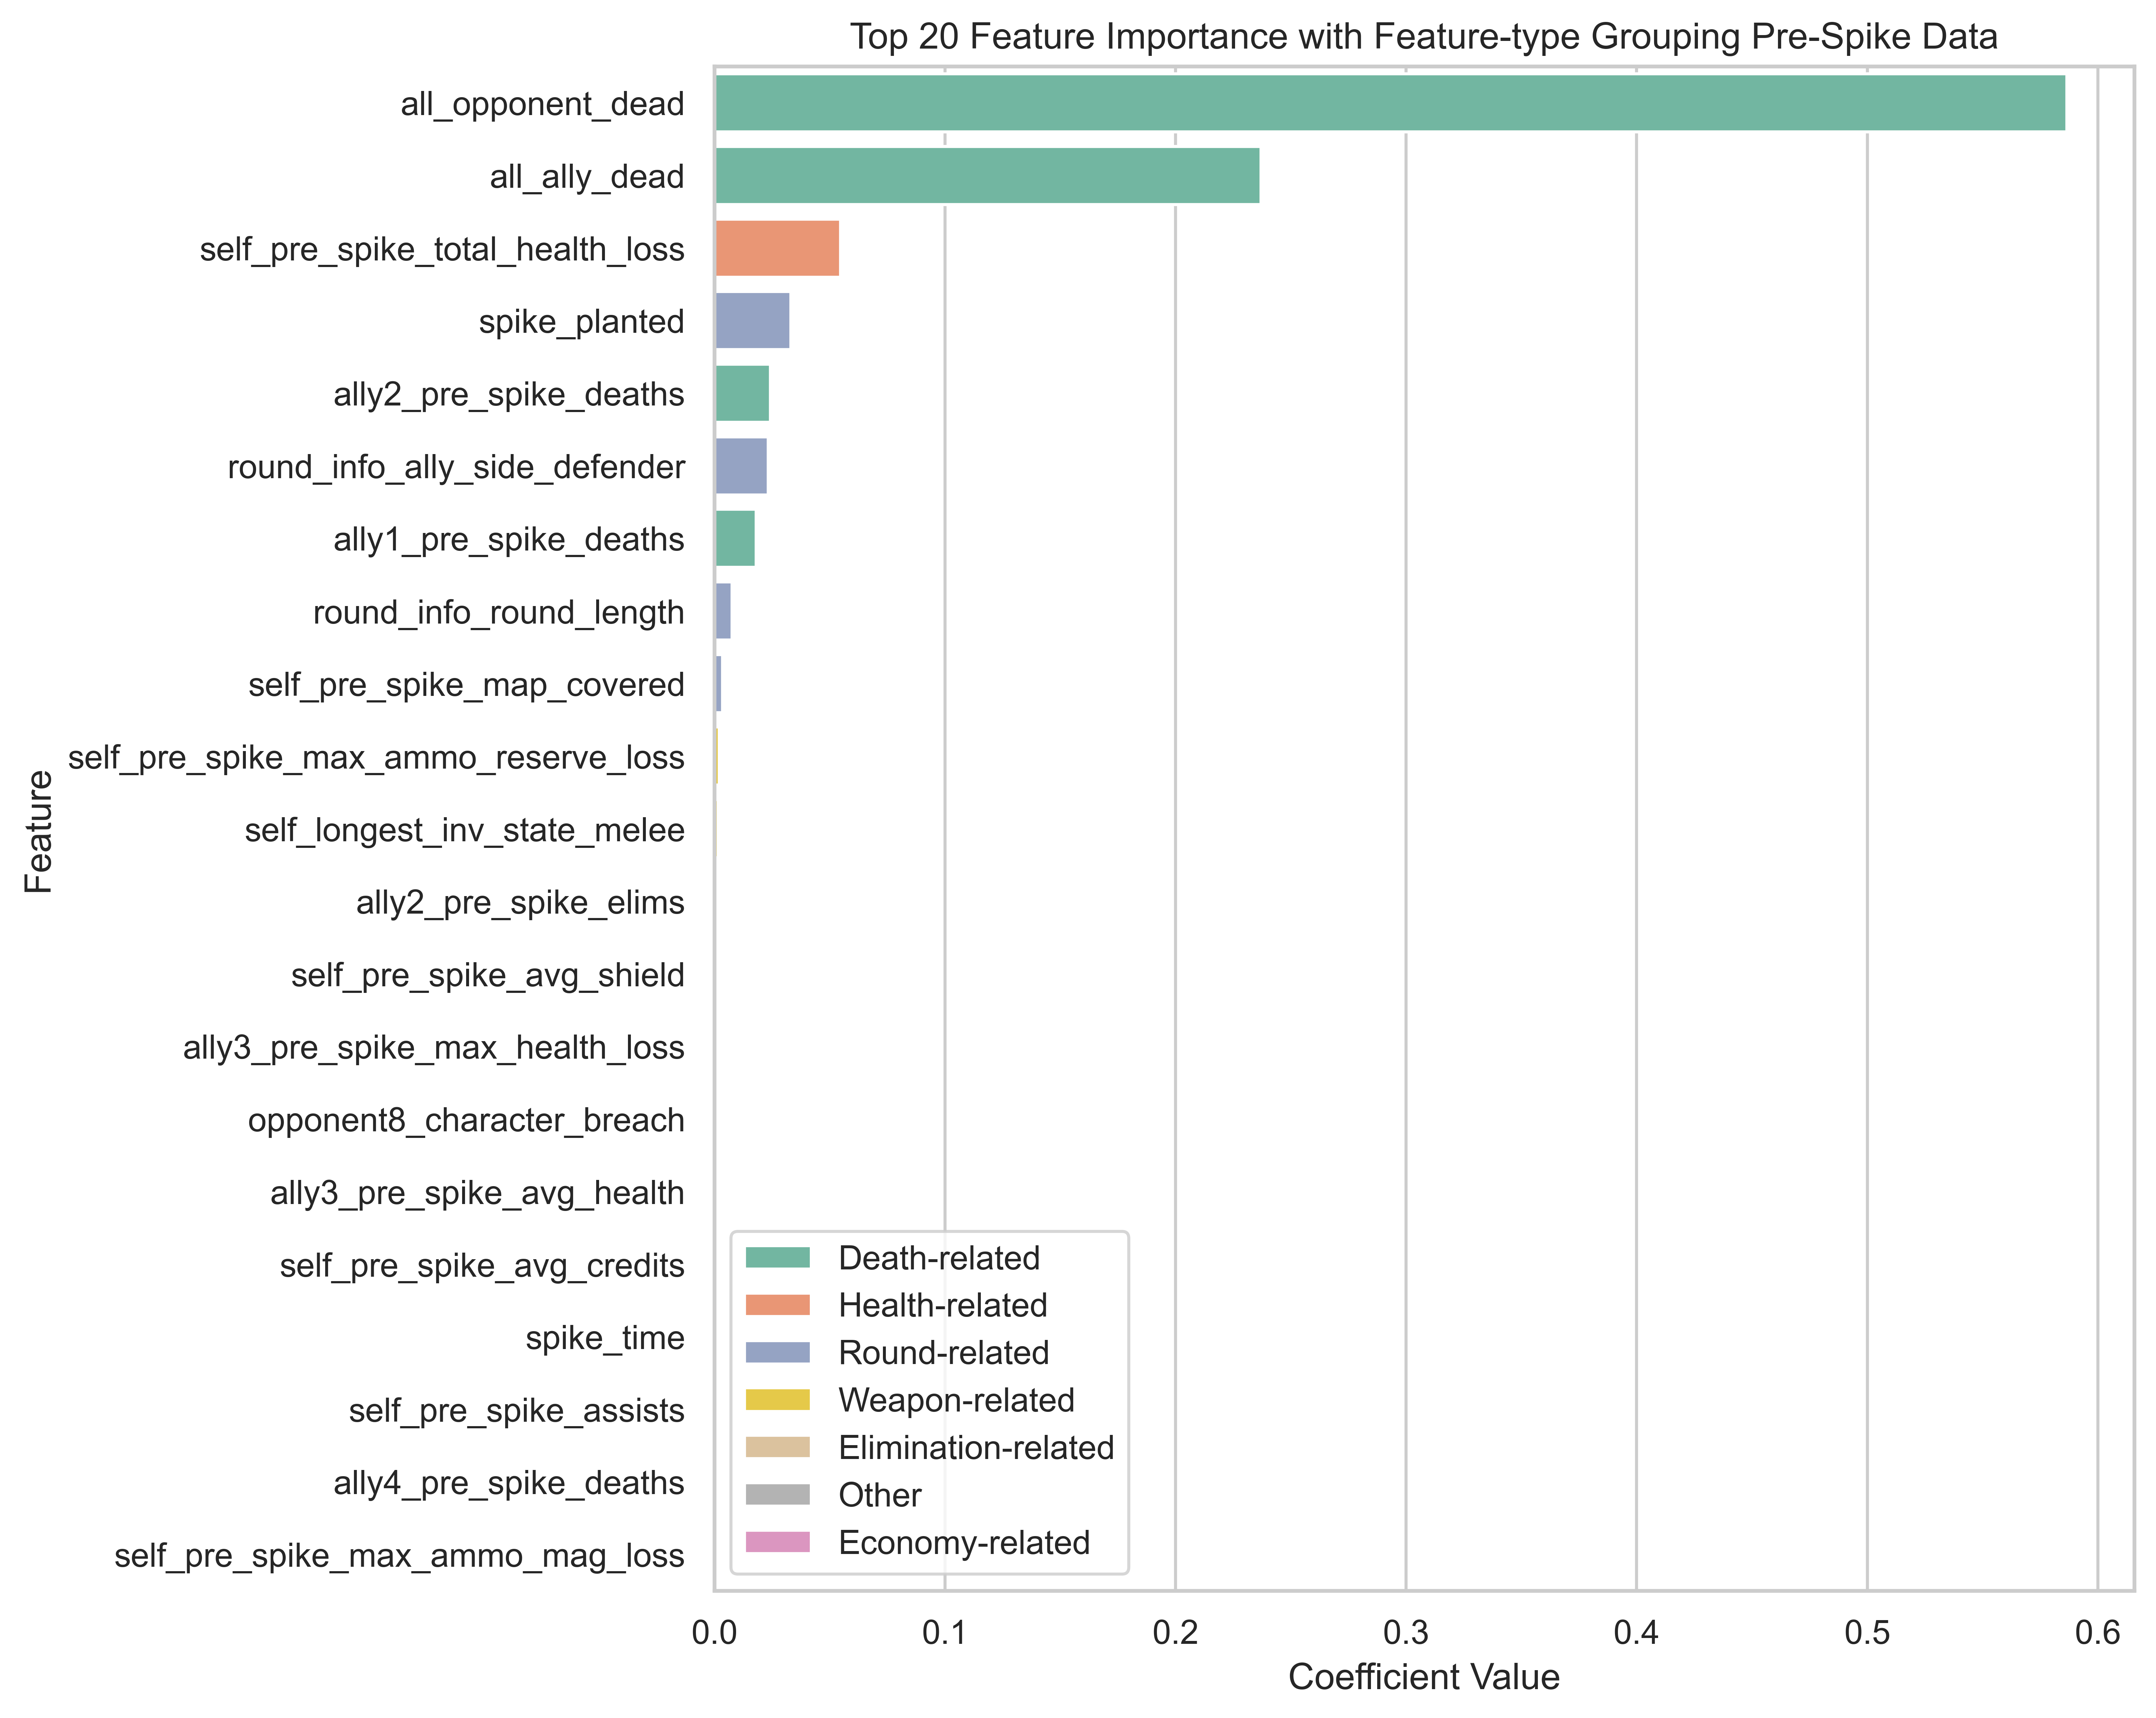 Top 20 Feature Importance with Feature-type Grouping Pre-Spike Data
all_opponent_dead
all_ally_dead
self_pre_spike_total_health_loss
spike_planted
ally2_pre_spike_deaths
round_info_ally_side_defender
ally1_pre_spike_deaths
round_info_round_length
self_pre_spike_map_covered
self_pre_spike_max_ammo_reserve_loss
self_longest_inv_state_melee
ally2_pre_spike_elims
self_pre_spike_avg_shield
ally3_pre_spike_max_health_loss
opponent8_character_breach
ally3_pre_spike_avg_health
self_pre_spike_avg_credits
spike_time
self_pre_spike_assists
ally4_pre_spike_deaths
self_pre_spike_max_ammo_mag_loss
Feature
Death-related
Health-related
Round-related
Weapon-related
Elimination-related
Other
Economy-related
0.0 0.1 0.2 0.3 0.4 0.5 0.6
Coefficient Value